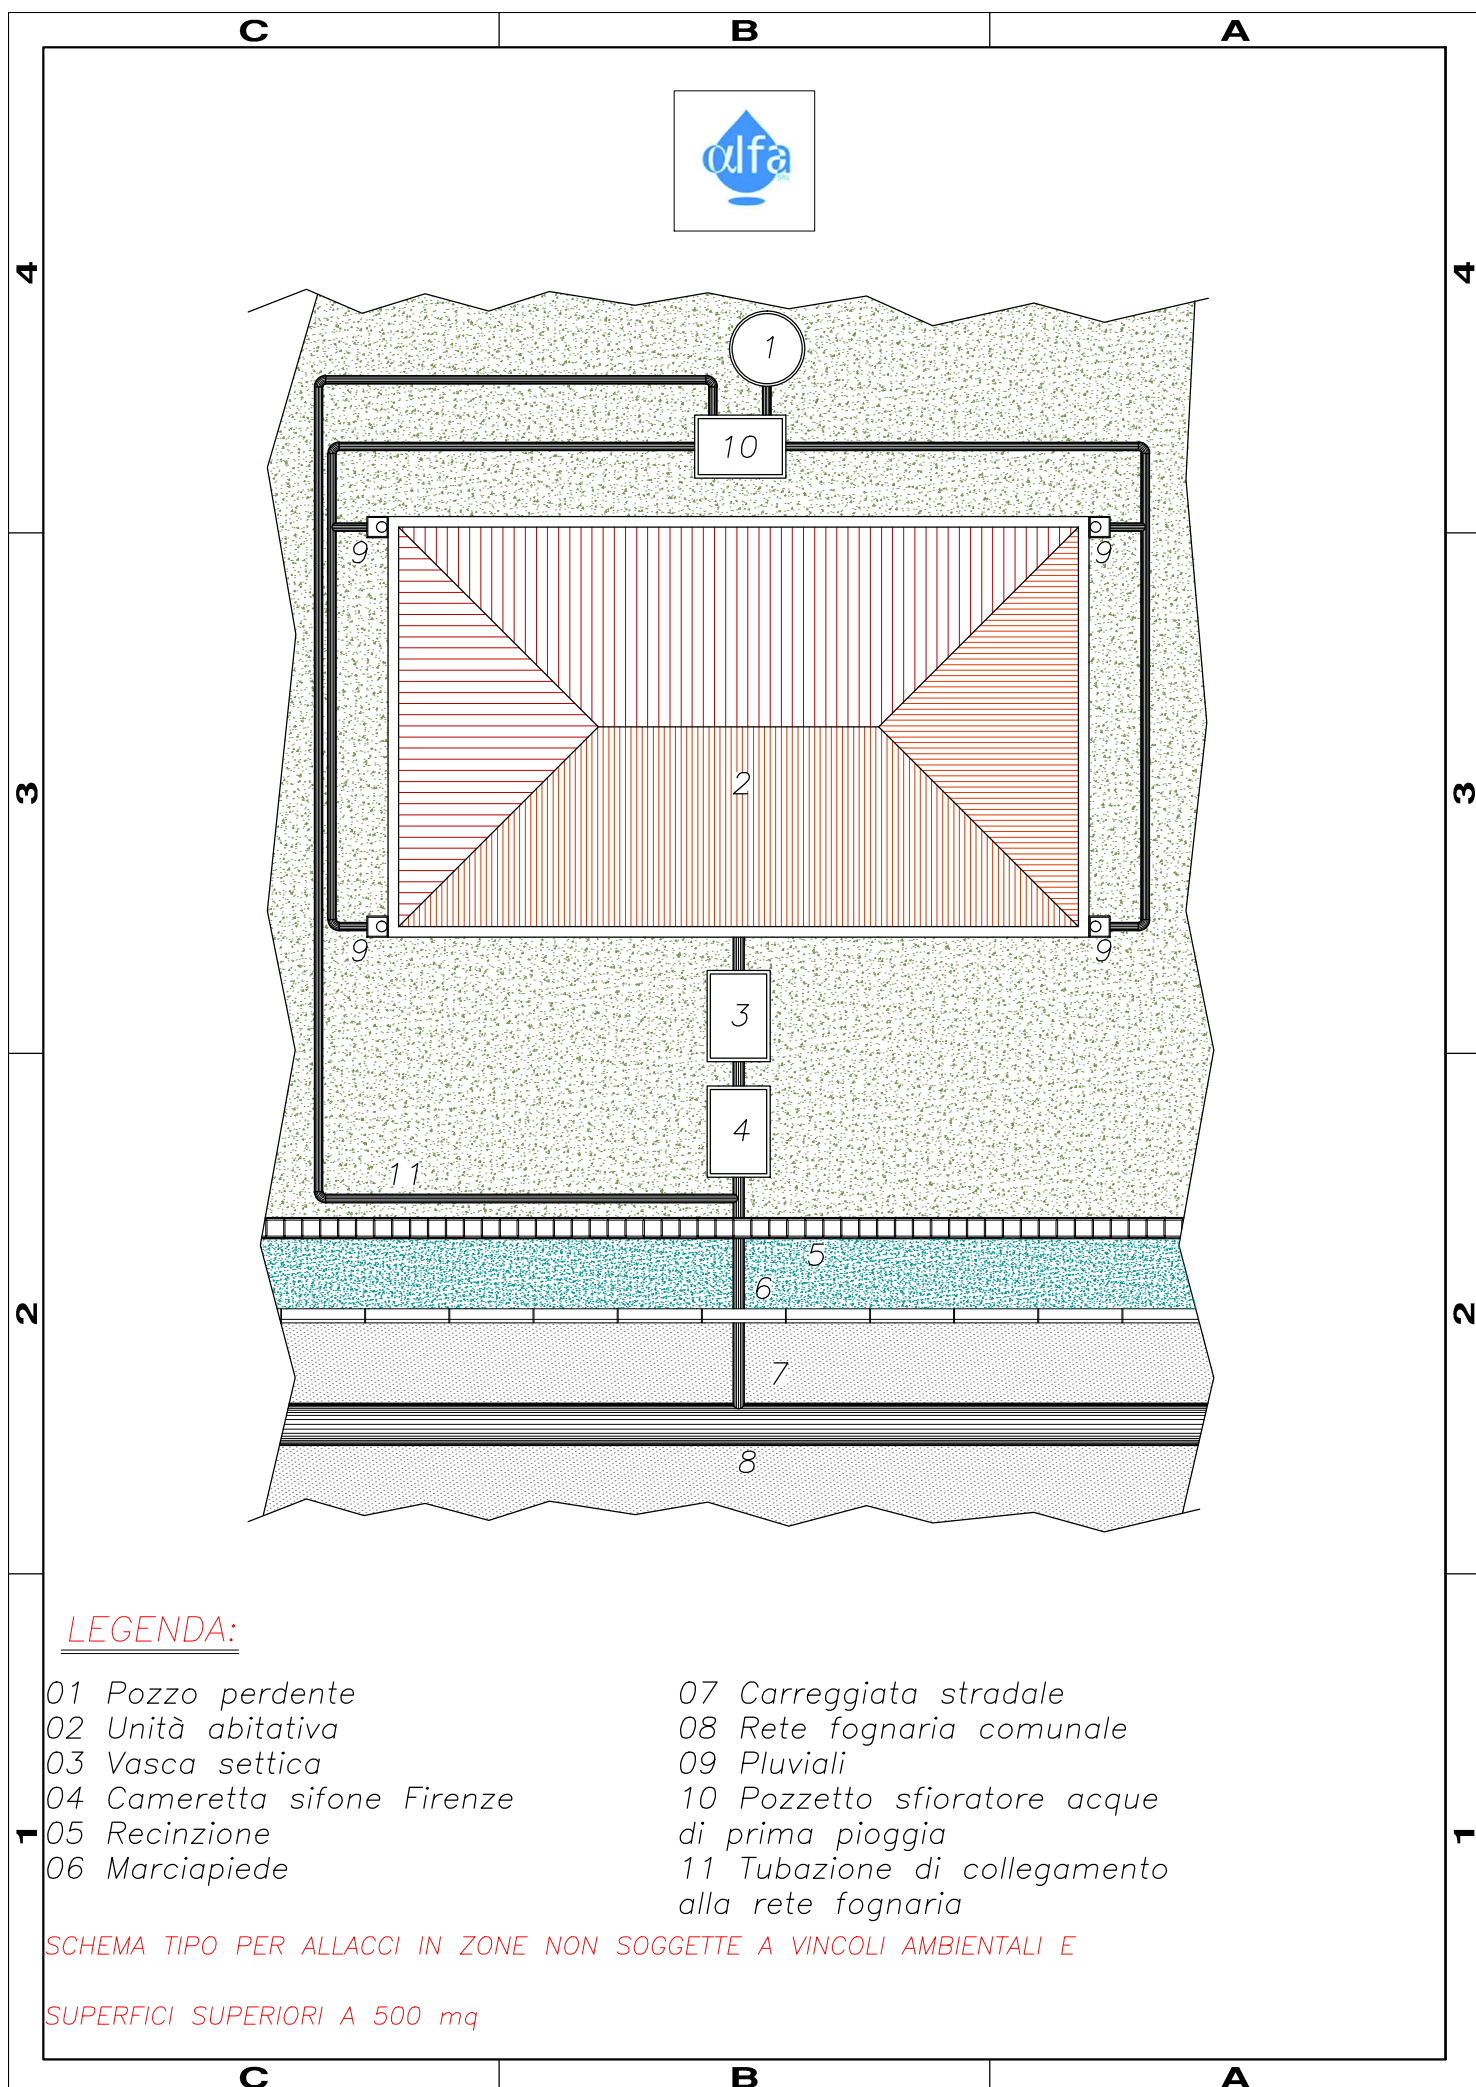 C B A
αlfa
4 4
1
10
9 9
3 3
2
9 9
3
4
11
5
6
2 2
7
8
LEGENDA:
01 Pozzo perdente
02 Unità abitativa
03 Vasca settica
04 Cameretta sifone Firenze
05 Recinzione
06 Marciapiede
07 Carreggiata stradale
08 Rete fognaria comunale
09 Pluviali
10 Pozzetto sfioratore acque
di prima pioggia
11 Tubazione di collegamento
alla rete fognaria
1 1
SCHEMA TIPO PER ALLACCI IN ZONE NON SOGGETTE A VINCOLI AMBIENTALI E
SUPERFICI SUPERIORI A 500 mq
C B A